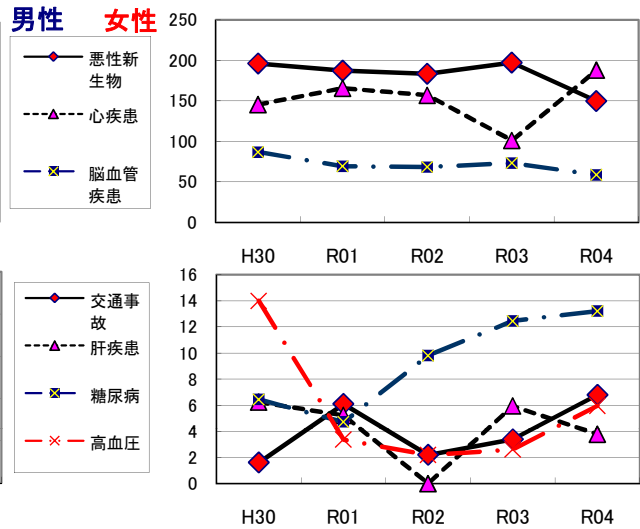 男性 女性
悪性新
生物
心疾患
脳血管
疾患
250
200
150
100
50
0
H30 R01 R02 R03 R04
交通事
故
肝疾患
糖尿病
高血圧
16
14
12
10
8
6
4
2
0
H30 R01 R02 R03 R04